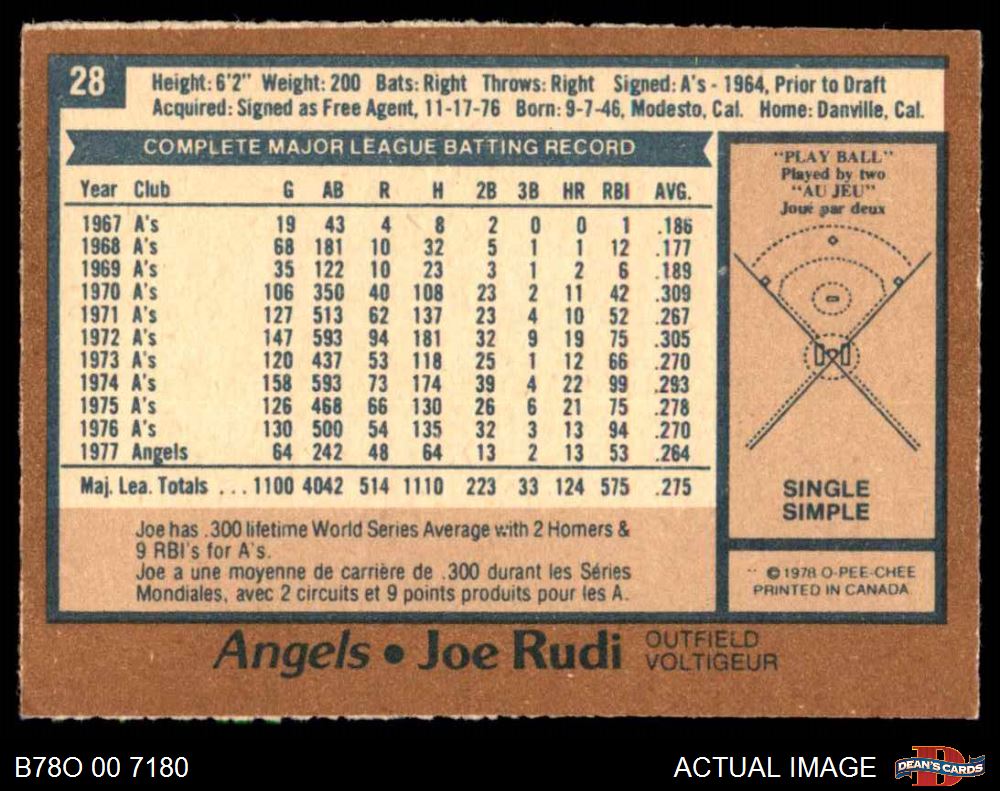 28
Height: 6'2" Weight: 200 Bats: Right Throws: Right Signed: A's - 1964, Prior to Draft
Acquired: Signed as Free Agent, 11-17-76 Born: 9-7-46, Modesto, Cal. Home: Danville, Cal.
COMPLETE MAJOR LEAGUE BATTING RECORD
Year Club G AB R H 2B 3B HR RBI AVG.
1967 A's 19 43 4 8 2 0 0 1 .186
1968 A's 68 181 10 32 5 1 1 12 .177
1969 A's 35 122 10 23 3 1 2 6 .189
1970 A's 106 350 40 108 23 2 11 42 .309
1971 A's 127 513 62 137 23 4 10 52 .267
1972 A's 147 593 94 181 32 9 19 75 .305
1973 A's 120 437 53 118 25 1 12 66 .270
1974 A's 158 593 73 174 39 4 22 99 .293
1975 A's 126 468 66 130 26 6 21 75 .278
1976 A's 130 500 54 135 32 3 13 94 .270
1977 Angels 64 242 48 64 13 2 13 53 .264
Maj. Lea. Totals ... 1100 4042 514 1110 223 33 124 575 .275
Joe has .300 lifetime World Series Average with 2 Homers &
9 RBI's for A's.
Joe a une moyenne de carrière de .300 durant les Séries
Mondiales, avec 2 circuits et 9 points produits pour les A.
"PLAY BALL"
Played by two
"AU JEU"
Joué par deux
SINGLE
SIMPLE
© 1978 O-PEE-CHEE
PRINTED IN CANADA
Angels • Joe Rudi OUTFIELD
VOLTIGEUR
B78O 00 7180
ACTUAL IMAGE
DEAN'S CARDS